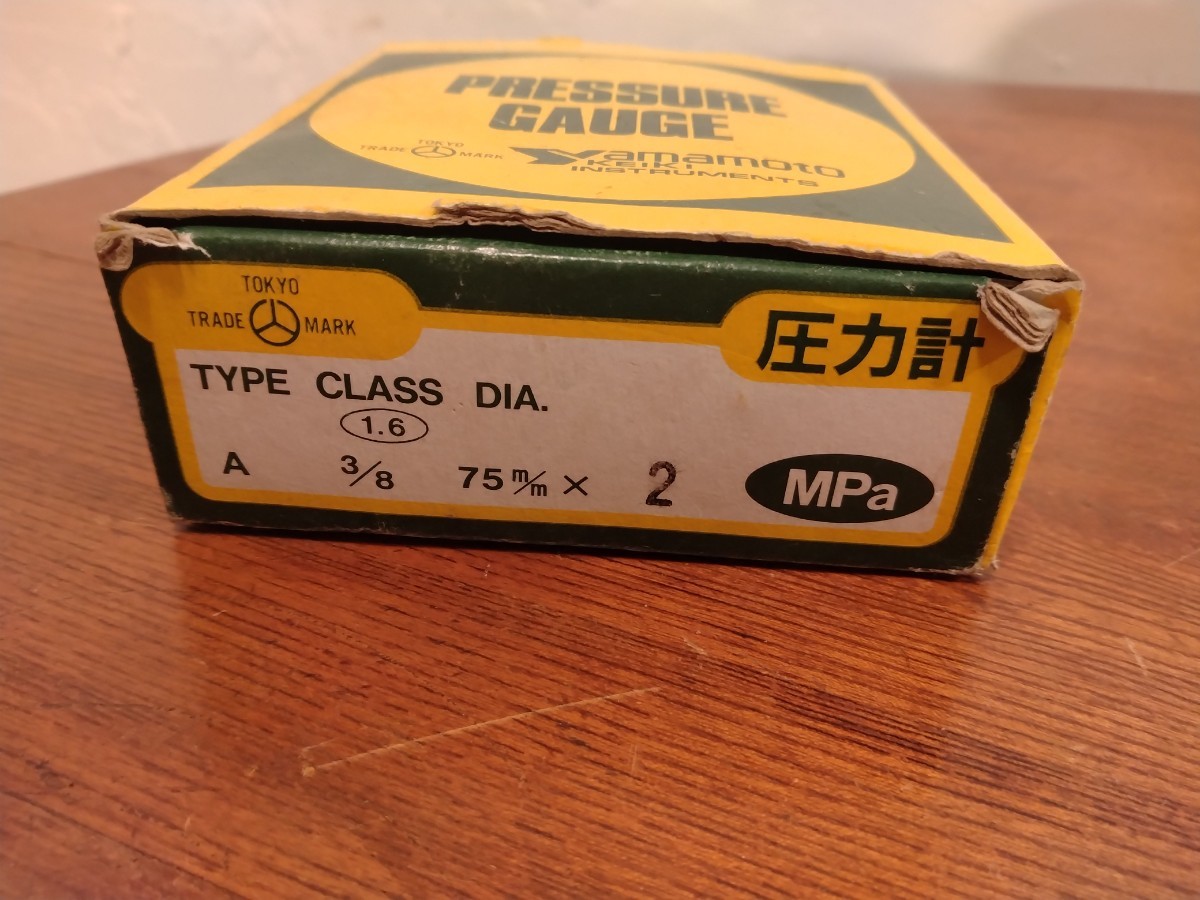 PRESSURE
GAUGE
TOKYO
TRADE MARK
Yamamoto
KEIKI
INSTRUMENTS
TOKYO
TRADE MARK
圧力計
TYPE CLASS DIA.
1.6
A 3/8 75 m/m × 2 MPa